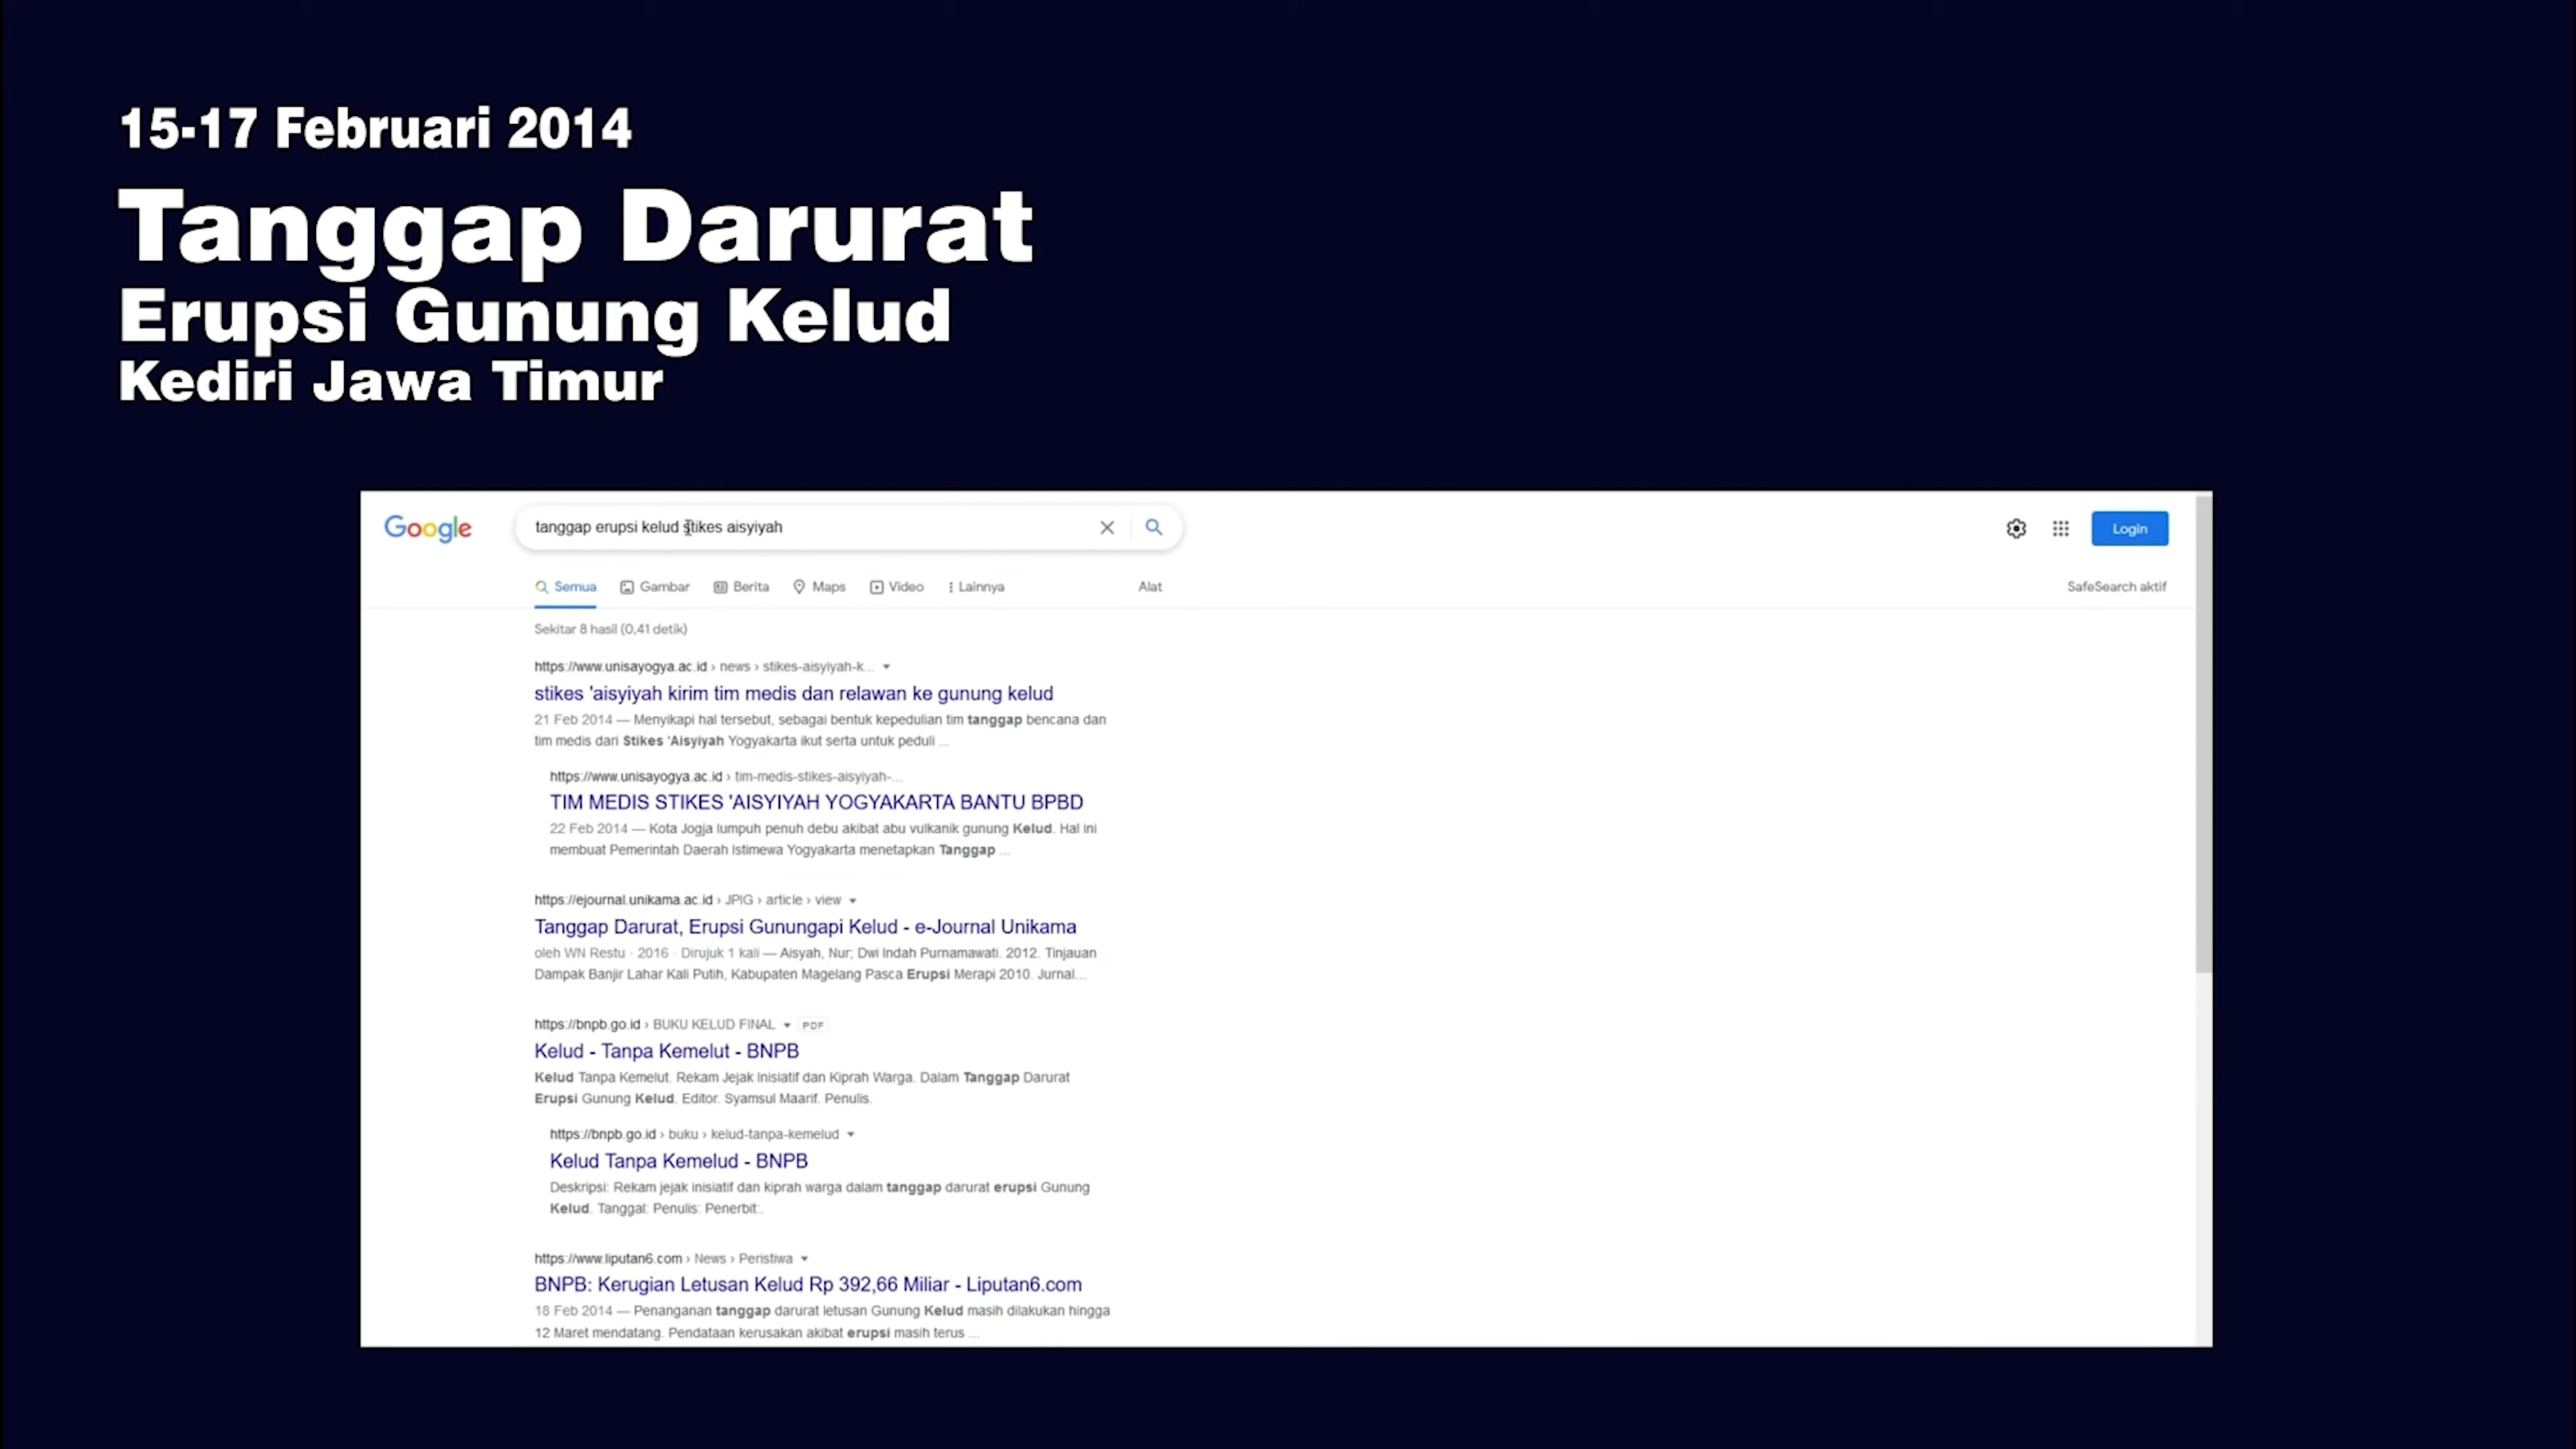 15-17 Februari 2014
Tanggap Darurat
Erupsi Gunung Kelud
Kediri Jawa Timur
Google
tanggap erupsi kelud stikes aisyiyah
Login
Semua Gambar Berita Maps Video Lainnya Alat SafeSearch aktif
Sekitar 8 hasil (0,41 detik)
https://www.unisayogya.ac.id › news › stikes-aisyiyah-k...
stikes 'aisyiyah kirim tim medis dan relawan ke gunung kelud
21 Feb 2014 — Menyikapi hal tersebut, sebagai bentuk kepedulian tim tanggap bencana dan
tim medis dari Stikes 'Aisyiyah Yogyakarta ikut serta untuk peduli ...
https://www.unisayogya.ac.id › tim-medis-stikes-aisyiyah-...
TIM MEDIS STIKES 'AISYIYAH YOGYAKARTA BANTU BPBD
22 Feb 2014 — Kota Jogja lumpuh penuh debu akibat abu vulkanik gunung Kelud. Hal ini
membuat Pemerintah Daerah Istimewa Yogyakarta menetapkan Tanggap ...
https://ejournal.unikama.ac.id › JPIG › article › view
Tanggap Darurat, Erupsi Gunungapi Kelud - e-Journal Unikama
oleh WN Restu · 2016 · Dirujuk 1 kali — Aisyah, Nur; Dwi Indah Purnamawati. 2012. Tinjauan
Dampak Banjir Lahar Kali Putih, Kabupaten Magelang Pasca Erupsi Merapi 2010. Jurnal...
https://bnpb.go.id › BUKU KELUD FINAL PDF
Kelud - Tanpa Kemelut - BNPB
Kelud Tanpa Kemelut. Rekam Jejak Inisiatif dan Kiprah Warga. Dalam Tanggap Darurat
Erupsi Gunung Kelud. Editor. Syamsul Maarif. Penulis.
https://bnpb.go.id › buku › kelud-tanpa-kemelud
Kelud Tanpa Kemelud - BNPB
Deskripsi: Rekam jejak inisiatif dan kiprah warga dalam tanggap darurat erupsi Gunung
Kelud. Tanggal: Penulis: Penerbit:.
https://www.liputan6.com › News › Peristiwa
BNPB: Kerugian Letusan Kelud Rp 392,66 Miliar - Liputan6.com
18 Feb 2014 — Penanganan tanggap darurat letusan Gunung Kelud masih dilakukan hingga
12 Maret mendatang. Pendataan kerusakan akibat erupsi masih terus ...